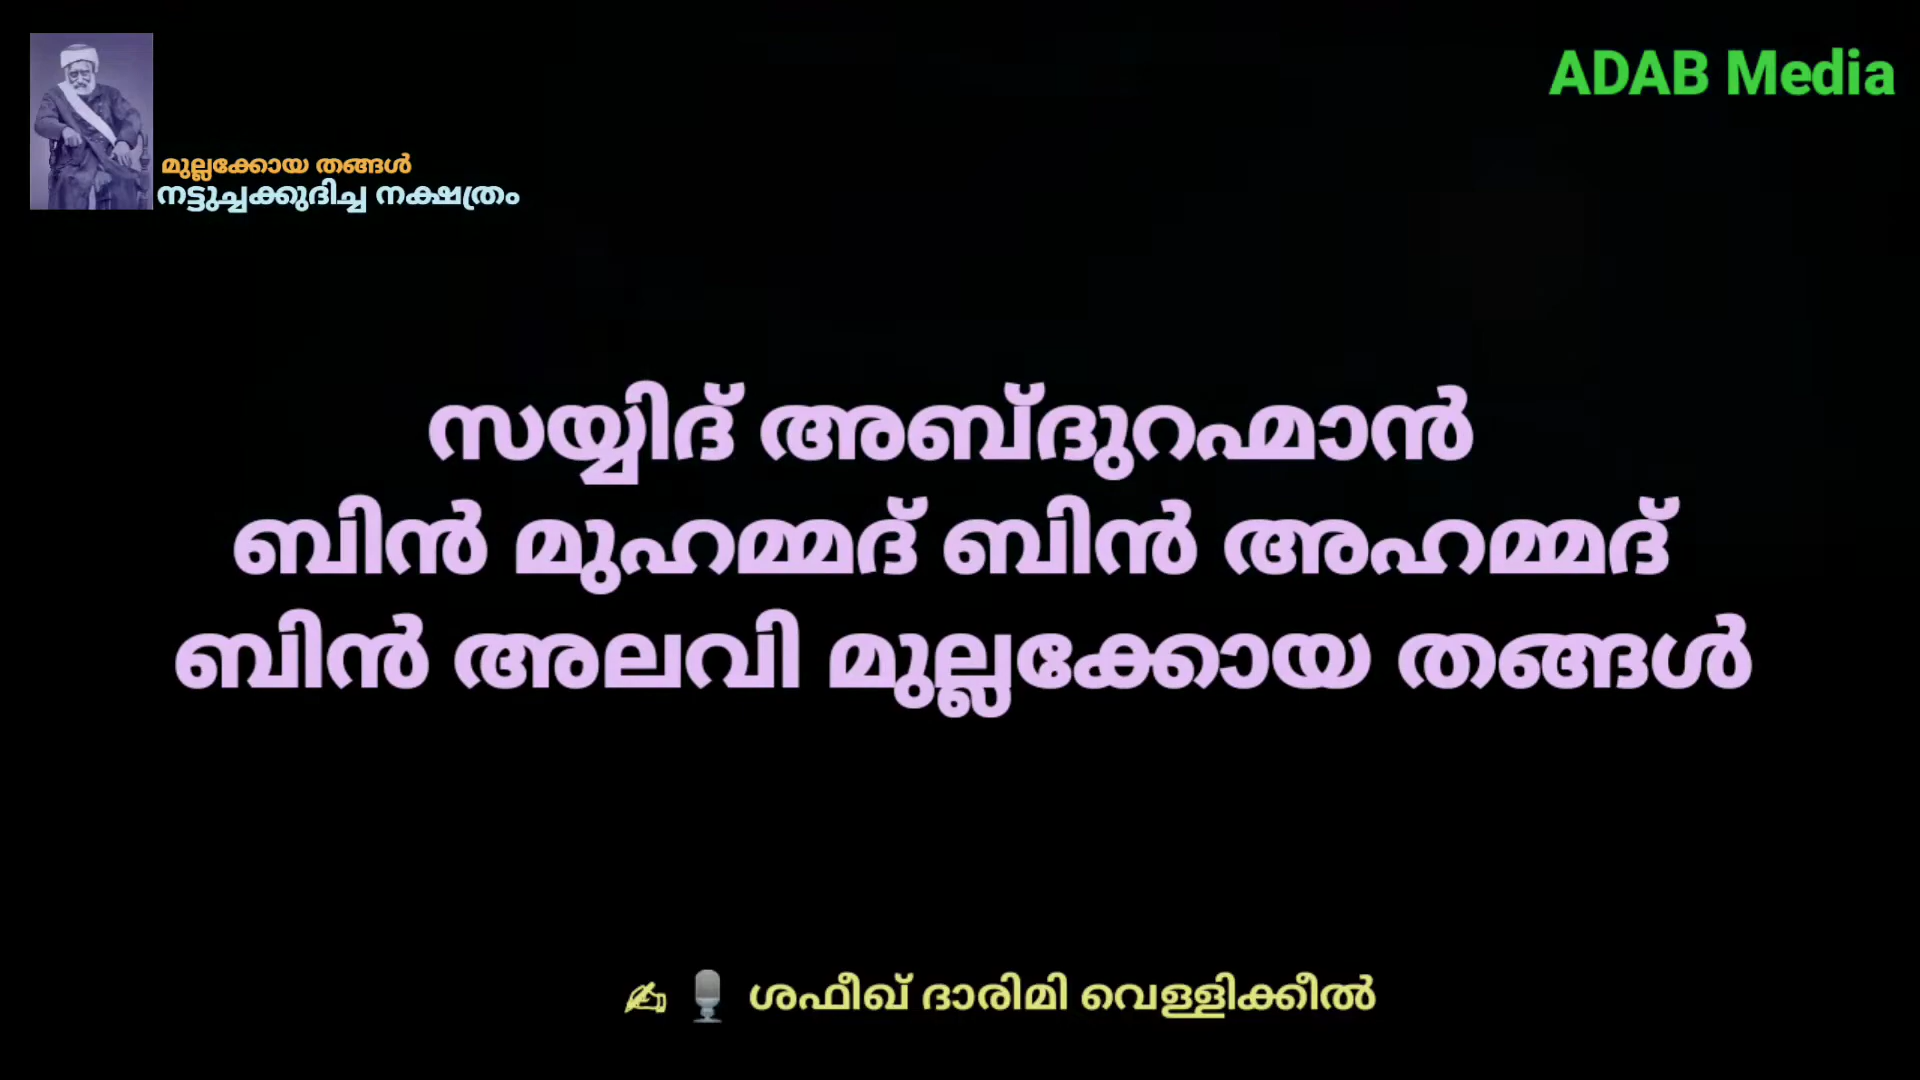 ADAB Media
മുല്ലക്കോയ തങ്ങൾ
നട്ടുച്ചക്കുദിച്ച നക്ഷത്രം
സയ്യിദ് അബ്ദുറഹ്മാൻ
ബിൻ മുഹമ്മദ് ബിൻ അഹമ്മദ്
ബിൻ അലവി മുല്ലക്കോയ തങ്ങൾ
✍ 🎙 ശഫീഖ് ദാരിമി വെള്ളിക്കീൽ